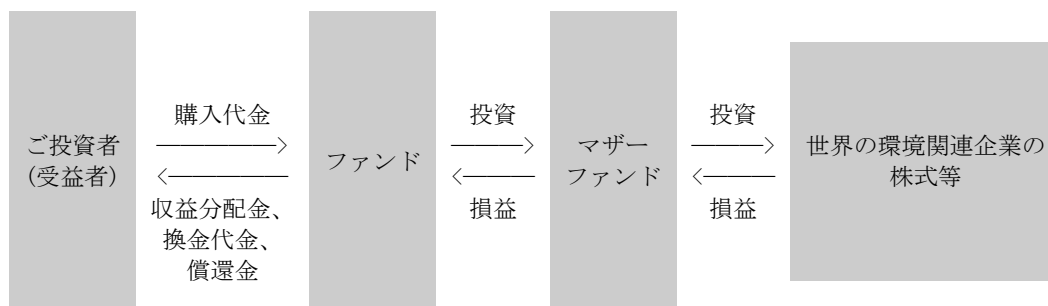 ご投資者
(受益者)
購入代金
収益分配金、
換金代金、
償還金
ファンド
投資
損益
マザー
ファンド
投資
損益
世界の環境関連企業の
株式等